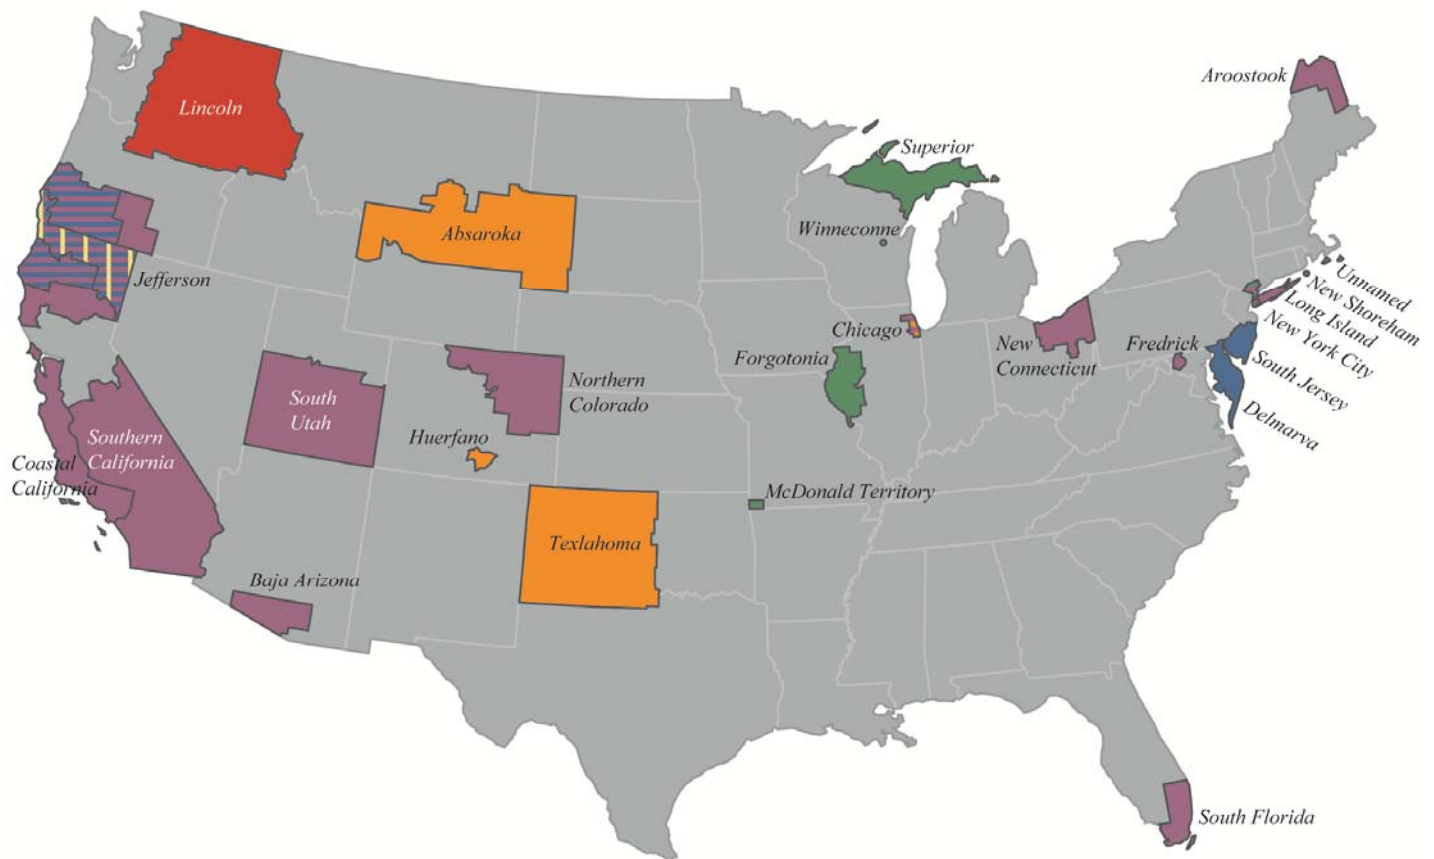 Aroostook
Lincoln
Superior
Absaroka
Winneconne
Jefferson
Unnamed
New Shoreham
Long Island
New York City
South Jersey
Delmarva
Chicago
New
Connecticut
Fredrick
Forgotonia
Northern
Colorado
South
Utah
Huerfano
Southern
California
Coastal
California
McDonald Territory
Texlahoma
Baja Arizona
South Florida